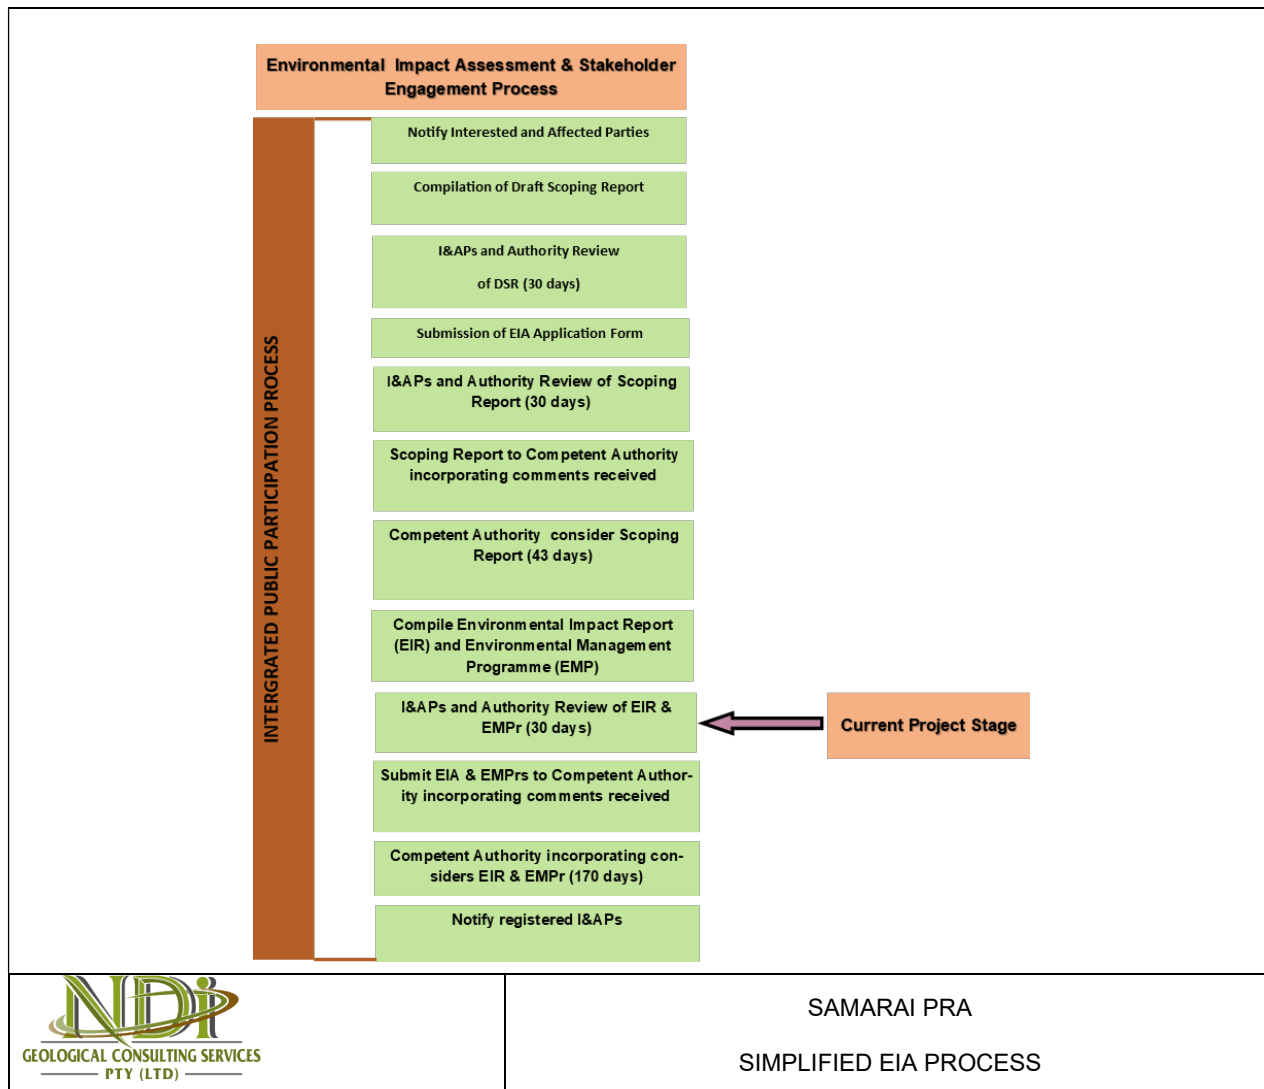 Environmental Impact Assessment & Stakeholder
Engagement Process
INTERGRATED PUBLIC PARTICIPATION PROCESS
Notify Interested and Affected Parties
Compilation of Draft Scoping Report
I&APs and Authority Review
of DSR (30 days)
Submission of EIA Application Form
I&APs and Authority Review of Scoping
Report (30 days)
Scoping Report to Competent Authority
incorporating comments received
Competent Authority consider Scoping
Report (43 days)
Compile Environmental Impact Report
(EIR) and Environmental Management
Programme (EMP)
I&APs and Authority Review of EIR &
EMPr (30 days)
Current Project Stage
Submit EIA & EMPrs to Competent Author-
ity incorporating comments received
Competent Authority incorporating con-
siders EIR & EMPr (170 days)
Notify registered I&APs
NDi
GEOLOGICAL CONSULTING SERVICES
PTY (LTD)
SAMARAI PRA
SIMPLIFIED EIA PROCESS